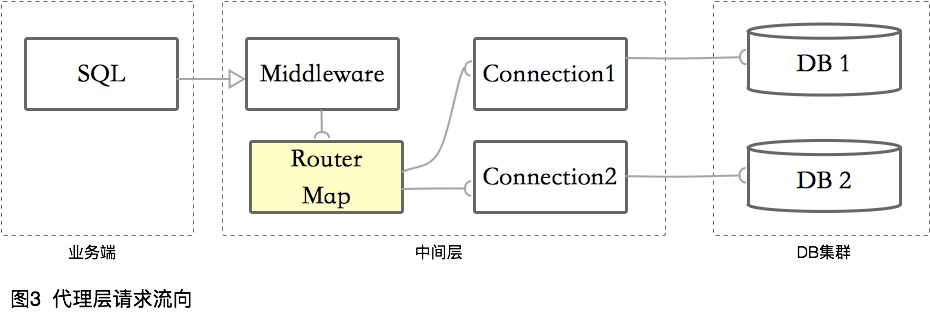 SQL
Middleware
Router
Map
Connection1
Connection2
DB 1
DB 2
业务端
中间层
DB集群
图3 代理层请求流向